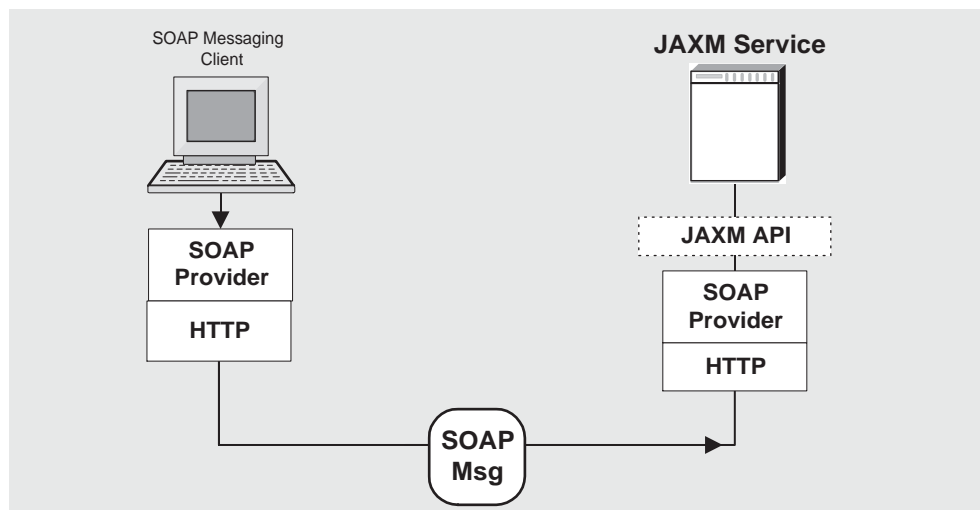 SOAP Messaging
Client
SOAP
Provider
HTTP
JAXM Service
JAXM API
SOAP
Provider
HTTP
SOAP
Msg